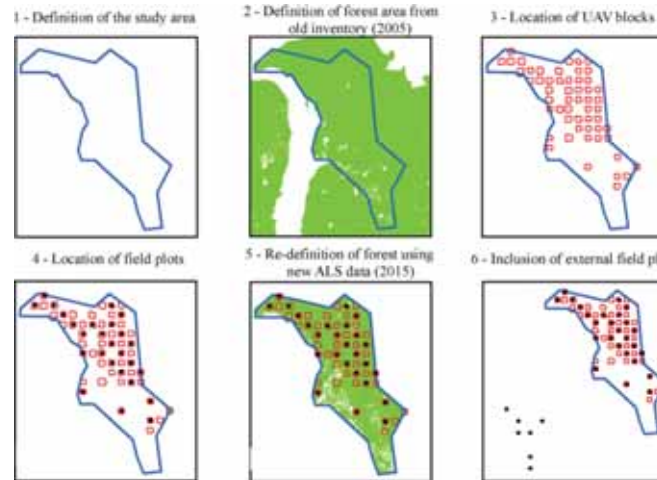 1 - Definition of the study area
2 - Definition of forest area from
old inventory (2005)
3 - Location of UAV blocks
4 - Location of field plots
5 - Re-definition of forest using
new ALS data (2015)
6 - Inclusion of external field pl